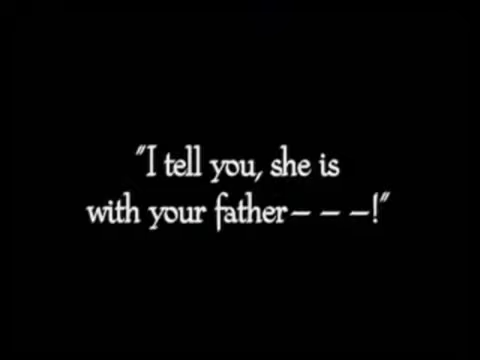 "I tell you, she is
with your father– – –!"